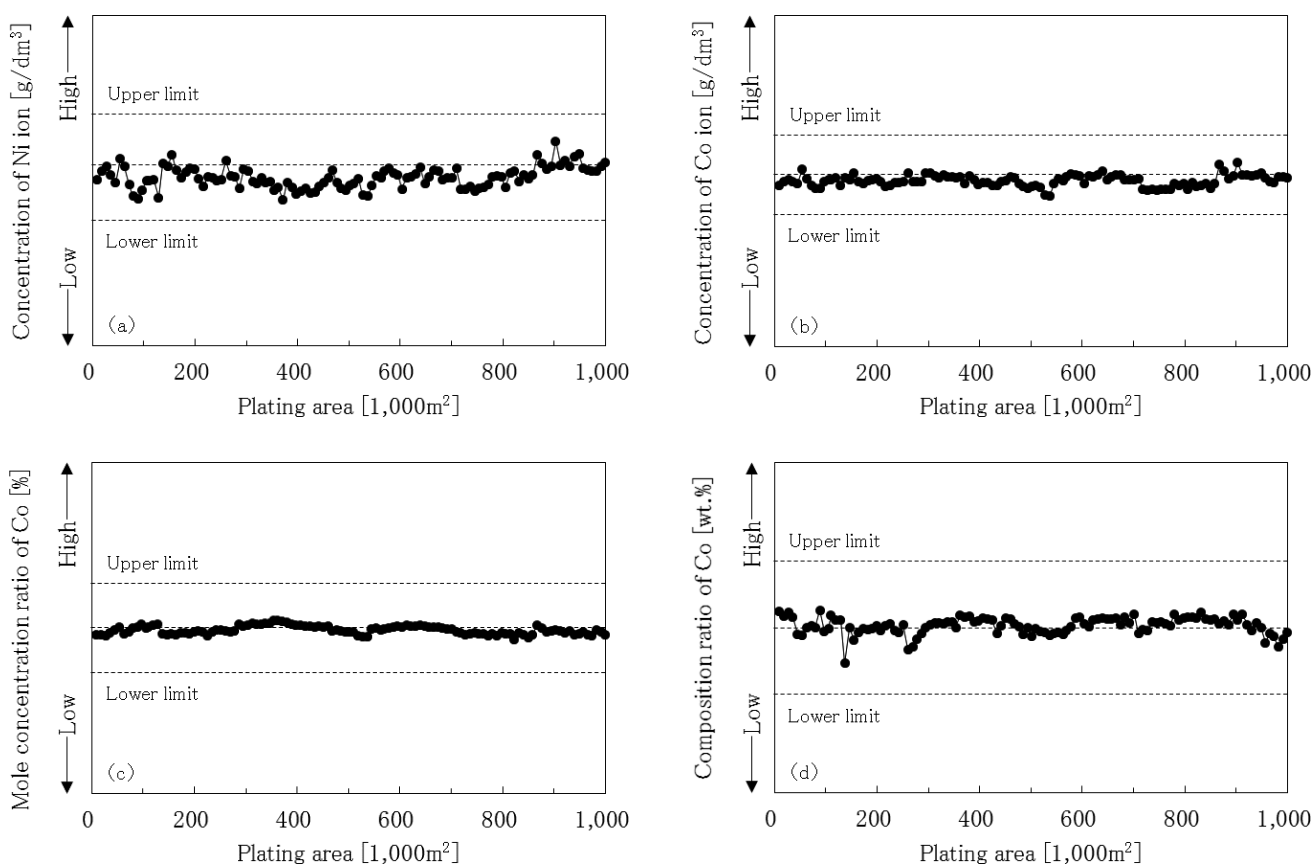 Concentration of Ni ion [g/dm³]
High
Low
Upper limit
Lower limit
(a)
0 200 400 600 800 1,000
Plating area [1,000m²]
Concentration of Co ion [g/dm³]
High
Low
Upper limit
Lower limit
(b)
0 200 400 600 800 1,000
Plating area [1,000m²]
Mole concentration ratio of Co [%]
High
Low
Upper limit
Lower limit
(c)
0 200 400 600 800 1,000
Plating area [1,000m²]
Composition ratio of Co [wt.%]
High
Low
Upper limit
Lower limit
(d)
0 200 400 600 800 1,000
Plating area [1,000m²]